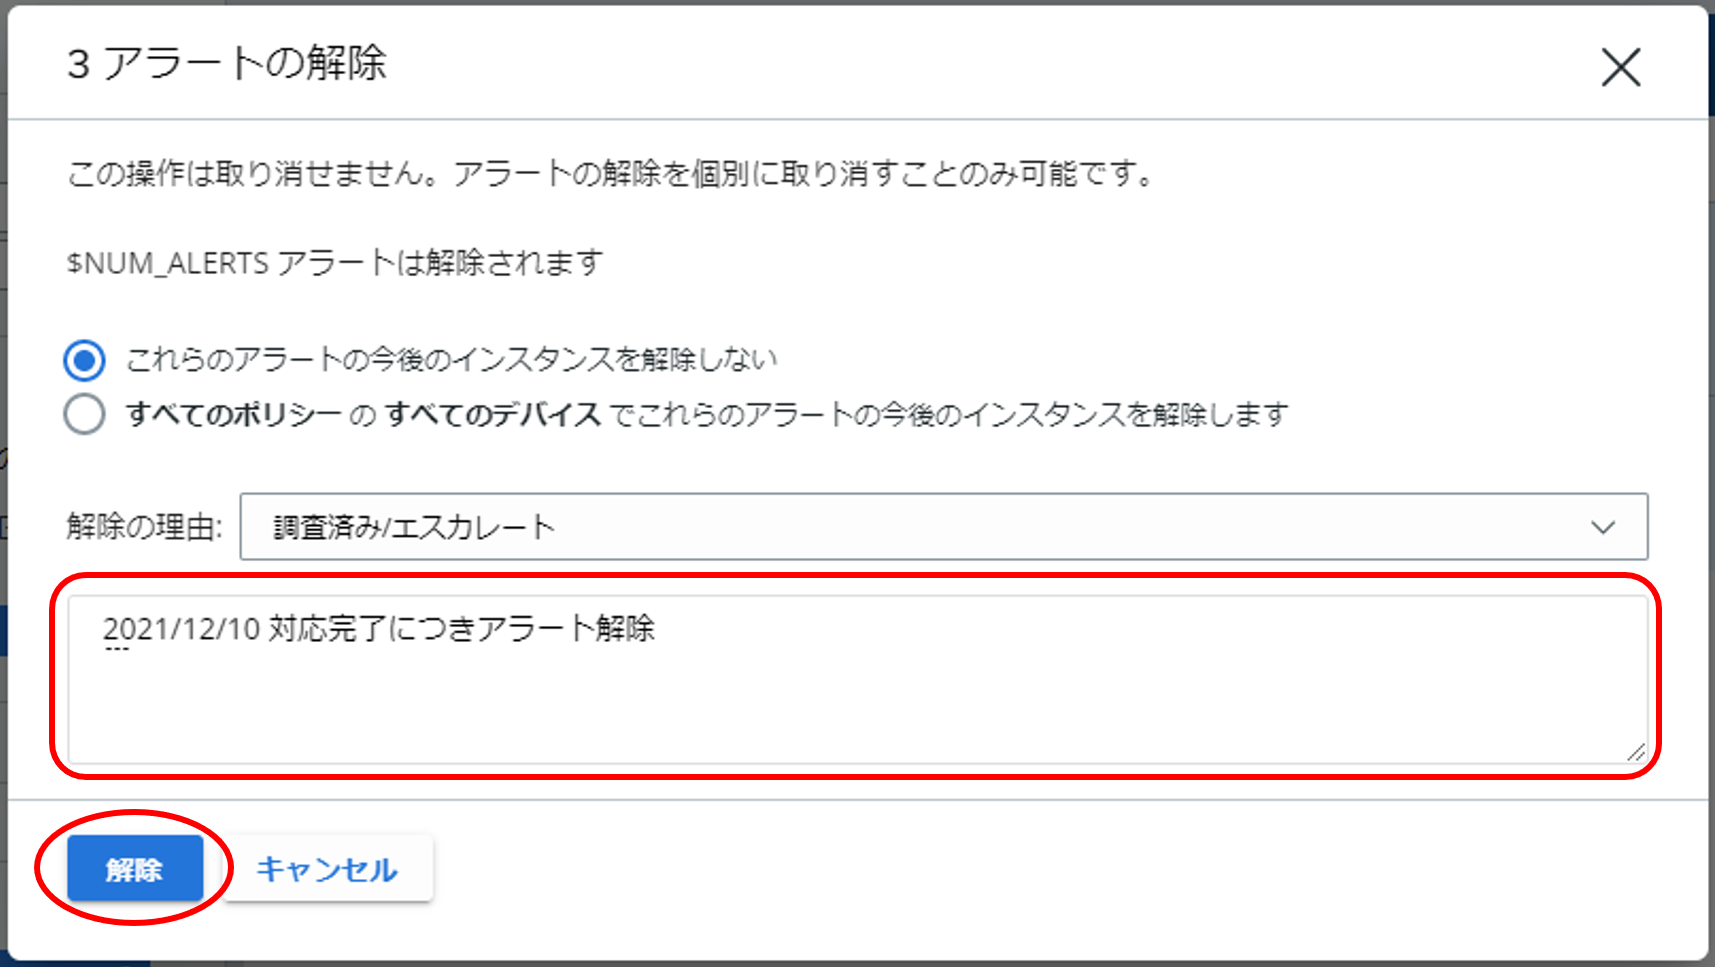 3 アラートの解除
この操作は取り消せません。アラートの解除を個別に取り消すことのみ可能です。
$NUM_ALERTS アラートは解除されます
これらのアラートの今後のインスタンスを解除しない
すべてのポリシー の すべてのデバイス でこれらのアラートの今後のインスタンスを解除します
解除の理由: 調査済み/エスカレート
2021/12/10 対応完了につきアラート解除
解除 キャンセル